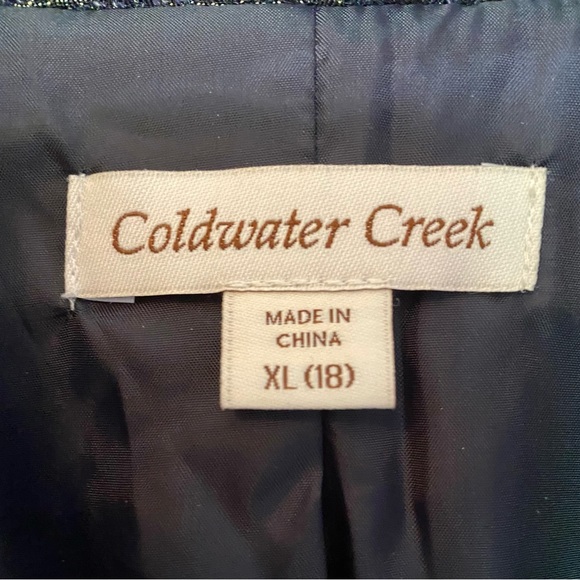 Coldwater Creek
MADE IN
CHINA
XL (18)